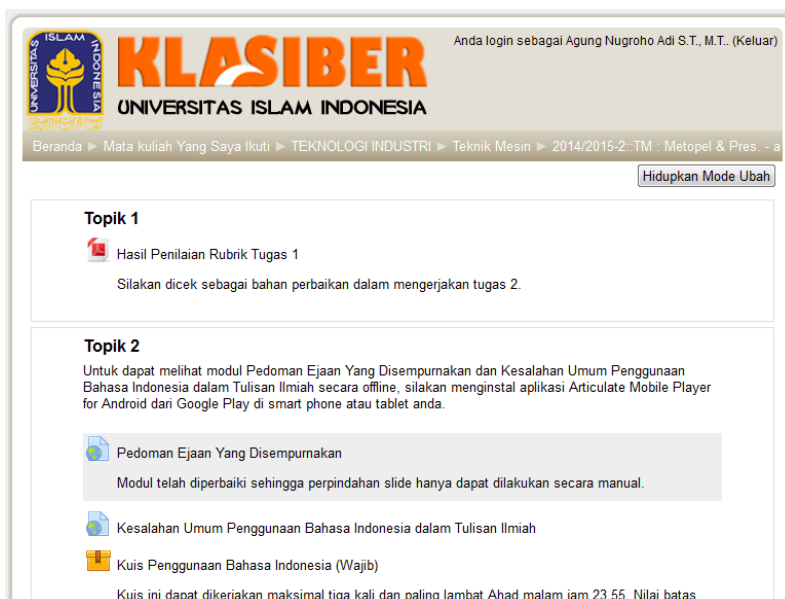 ISLAM
UNIVERSITAS
INDONESIA
KLASIBER
UNIVERSITAS ISLAM INDONESIA
Anda login sebagai Agung Nugroho Adi S.T., M.T.. (Keluar)
Beranda ► Mata kuliah Yang Saya Ikuti ► TEKNOLOGI INDUSTRI ► Teknik Mesin ► 2014/2015-2::TM : Metopel & Pres. - a
Hidupkan Mode Ubah
Topik 1
Hasil Penilaian Rubrik Tugas 1
Silakan dicek sebagai bahan perbaikan dalam mengerjakan tugas 2.
Topik 2
Untuk dapat melihat modul Pedoman Ejaan Yang Disempurnakan dan Kesalahan Umum Penggunaan
Bahasa Indonesia dalam Tulisan Ilmiah secara offline, silakan menginstal aplikasi Articulate Mobile Player
for Android dari Google Play di smart phone atau tablet anda.
Pedoman Ejaan Yang Disempurnakan
Modul telah diperbaiki sehingga perpindahan slide hanya dapat dilakukan secara manual.
Kesalahan Umum Penggunaan Bahasa Indonesia dalam Tulisan Ilmiah
Kuis Penggunaan Bahasa Indonesia (Wajib)
Kuis ini dapat dikerjakan maksimal tiga kali dan paling lambat Ahad malam jam 23.55. Nilai batas